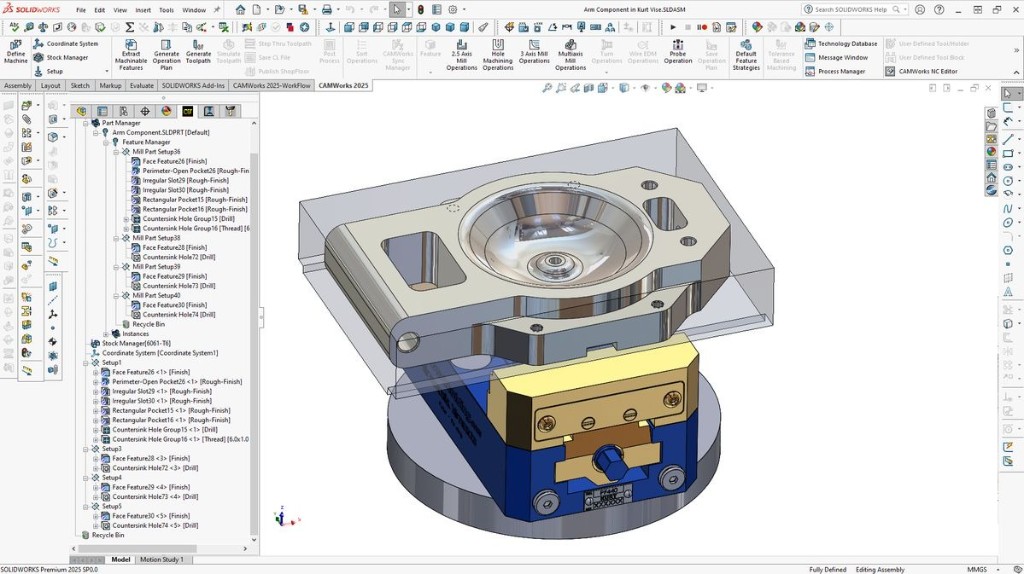 SOLIDWORKS
File Edit View Insert Tools Window
Arm Component in Kurt Vise.SLDASM
Search SOLIDWORKS Help
Define Machine
Coordinate System
Stock Manager
Setup
Extract Machinable Features
Generate Operation Plan
Generate Toolpath
Simulate Toolpath
Step Thru Toolpath
Save CL File
Publish ShopFloor
Post Process
Start Operations
CAMWorks Sync Manager
Feature
2.5 Axis Mill Operations
Hole Machining Operations
3 Axis Mill Operations
Multiaxis Mill Operations
Turning Operations
Wire EDM Operations
Probe Operation
Save Operation Plan
Default Feature Strategies
Tolerance Based Machining
Technology Database
Message Window
Process Manager
User Defined Tool/Holder
User Defined Tool Block
CAMWorks NC Editor
Assembly Layout Sketch Markup Evaluate SOLIDWORKS Add-Ins CAMWorks 2025-WorkFlow CAMWorks 2025
Part Manager
Arm Component.SLDPRT [Default]
Feature Manager
Mill Part Setup36
Face Feature26 [Finish]
Perimeter-Open Pocket26 [Rough-Fin
Irregular Slot29 [Rough-Finish]
Irregular Slot30 [Rough-Finish]
Rectangular Pocket15 [Rough-Finish]
Rectangular Pocket16 [Rough-Finish]
Countersink Hole Group15 [Drill]
Countersink Hole Group16 [Thread] [6
Mill Part Setup38
Face Feature28 [Finish]
Countersink Hole72 [Drill]
Mill Part Setup39
Face Feature29 [Finish]
Countersink Hole73 [Drill]
Mill Part Setup40
Face Feature30 [Finish]
Countersink Hole74 [Drill]
Recycle Bin
Instances
Stock Manager[6061-T6]
Coordinate System [Coordinate System1]
Setup1
Face Feature26 <1> [Finish]
Perimeter-Open Pocket26 <1> [Rough-Finish]
Irregular Slot29 <1> [Rough-Finish]
Irregular Slot30 <1> [Rough-Finish]
Rectangular Pocket15 <1> [Rough-Finish]
Rectangular Pocket16 <1> [Rough-Finish]
Countersink Hole Group15 <1> [Drill]
Countersink Hole Group16 <1> [Thread] [6.0x1.0
Setup3
Face Feature28 <3> [Finish]
Countersink Hole72 <3> [Drill]
Setup4
Face Feature29 <4> [Finish]
Countersink Hole73 <4> [Drill]
Setup5
Face Feature30 <5> [Finish]
Countersink Hole74 <5> [Drill]
Recycle Bin
Model Motion Study 1
SOLIDWORKS Premium 2025 SP0.0
Fully Defined Editing Assembly MMGS